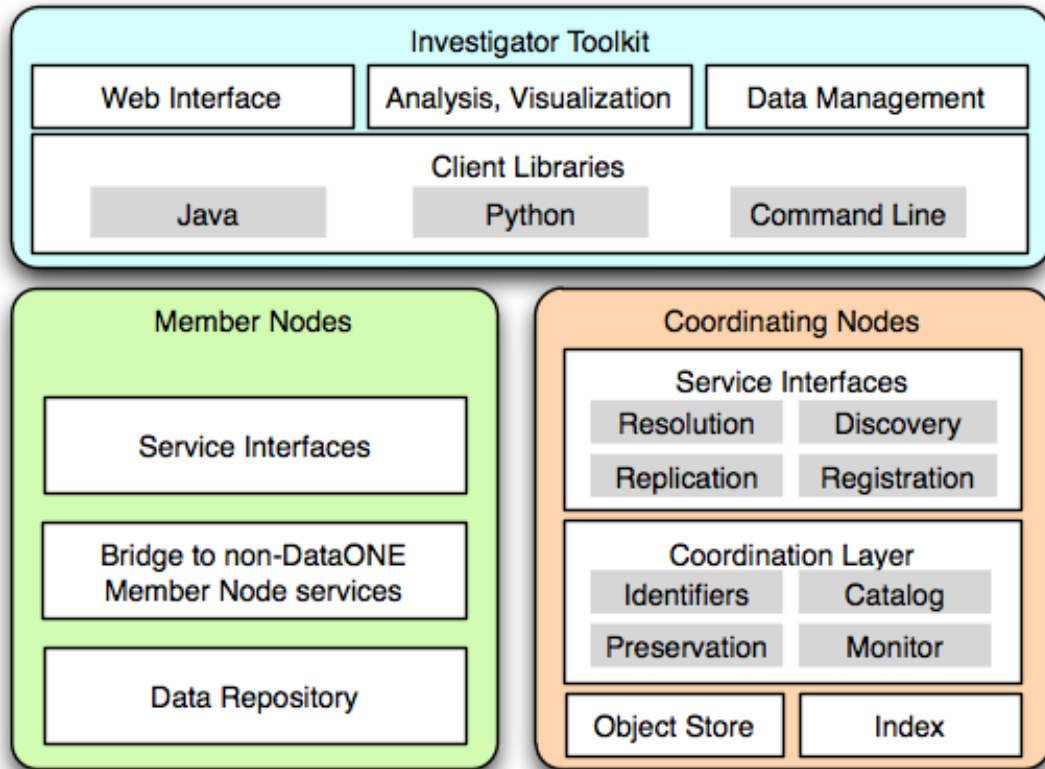 Investigator Toolkit
Web Interface
Analysis, Visualization
Data Management
Client Libraries
Java
Python
Command Line
Member Nodes
Service Interfaces
Bridge to non-DataONE
Member Node services
Data Repository
Coordinating Nodes
Service Interfaces
Resolution
Discovery
Replication
Registration
Coordination Layer
Identifiers
Catalog
Preservation
Monitor
Object Store
Index